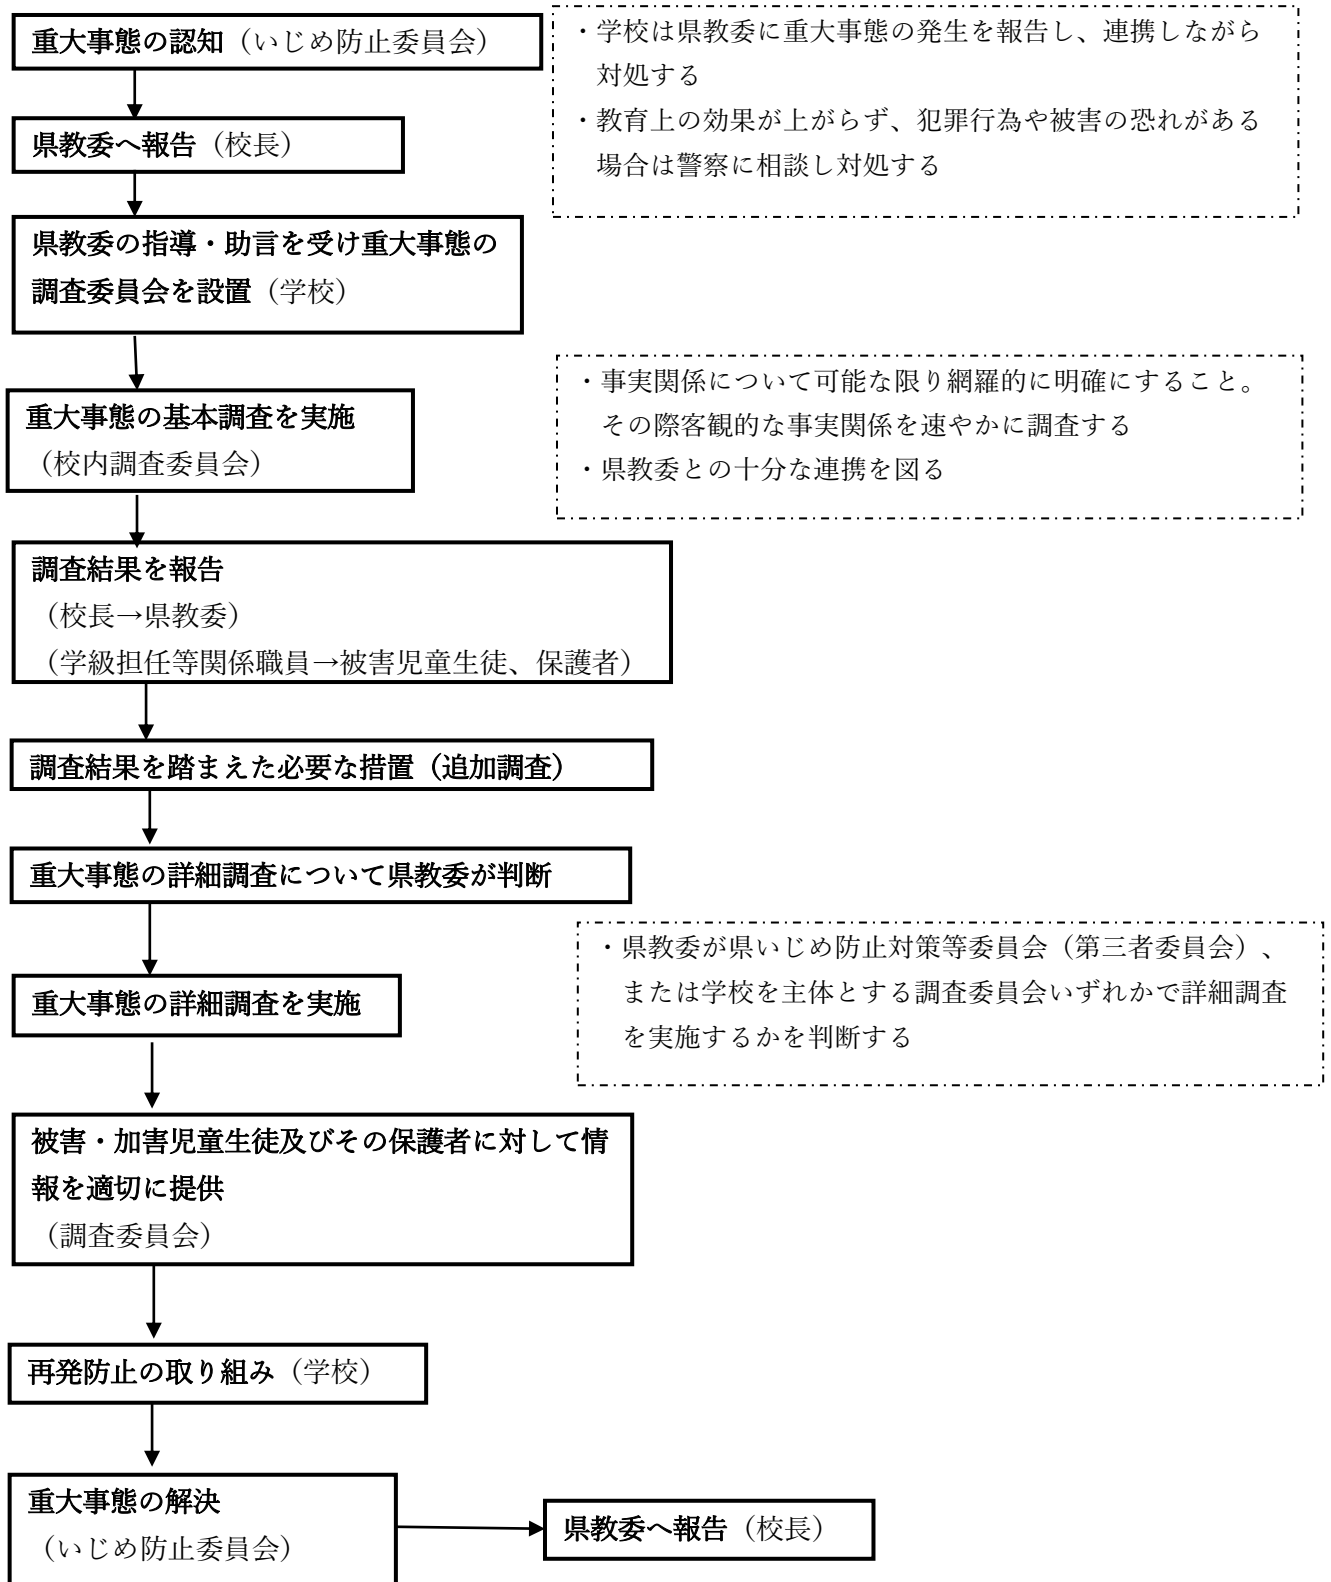 重大事態の認知（いじめ防止委員会）
・学校は県教委に重大事態の発生を報告し、連携しながら
対処する
・教育上の効果が上がらず、犯罪行為や被害の恐れがある
場合は警察に相談し対処する
県教委へ報告（校長）
県教委の指導・助言を受け重大事態の
調査委員会を設置（学校）
重大事態の基本調査を実施
（校内調査委員会）
・事実関係について可能な限り網羅的に明確にすること。
その際客観的な事実関係を速やかに調査する
・県教委との十分な連携を図る
調査結果を報告
（校長→県教委）
（学級担任等関係職員→被害児童生徒、保護者）
調査結果を踏まえた必要な措置（追加調査）
重大事態の詳細調査について県教委が判断
・県教委が県いじめ防止対策等委員会（第三者委員会）、
または学校を主体とする調査委員会いずれかで詳細調査
を実施するかを判断する
重大事態の詳細調査を実施
被害・加害児童生徒及びその保護者に対して情
報を適切に提供
（調査委員会）
再発防止の取り組み（学校）
重大事態の解決
（いじめ防止委員会）
県教委へ報告（校長）